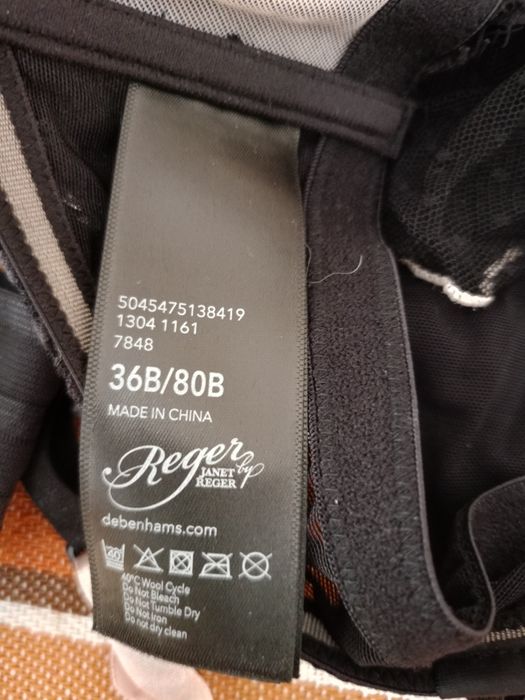 5045475138419
1304 1161
7848
36B/80B
MADE IN CHINA
Reger by
JANET
REGER
debenhams.com
40
40°C Wool Cycle
Do Not Bleach
Do Not Tumble Dry
Do Not Iron
Do not dry clean